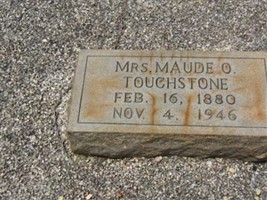 MRS. MAUDE O.
TOUCHSTONE
FEB. 16, 1880
NOV. 4, 1946